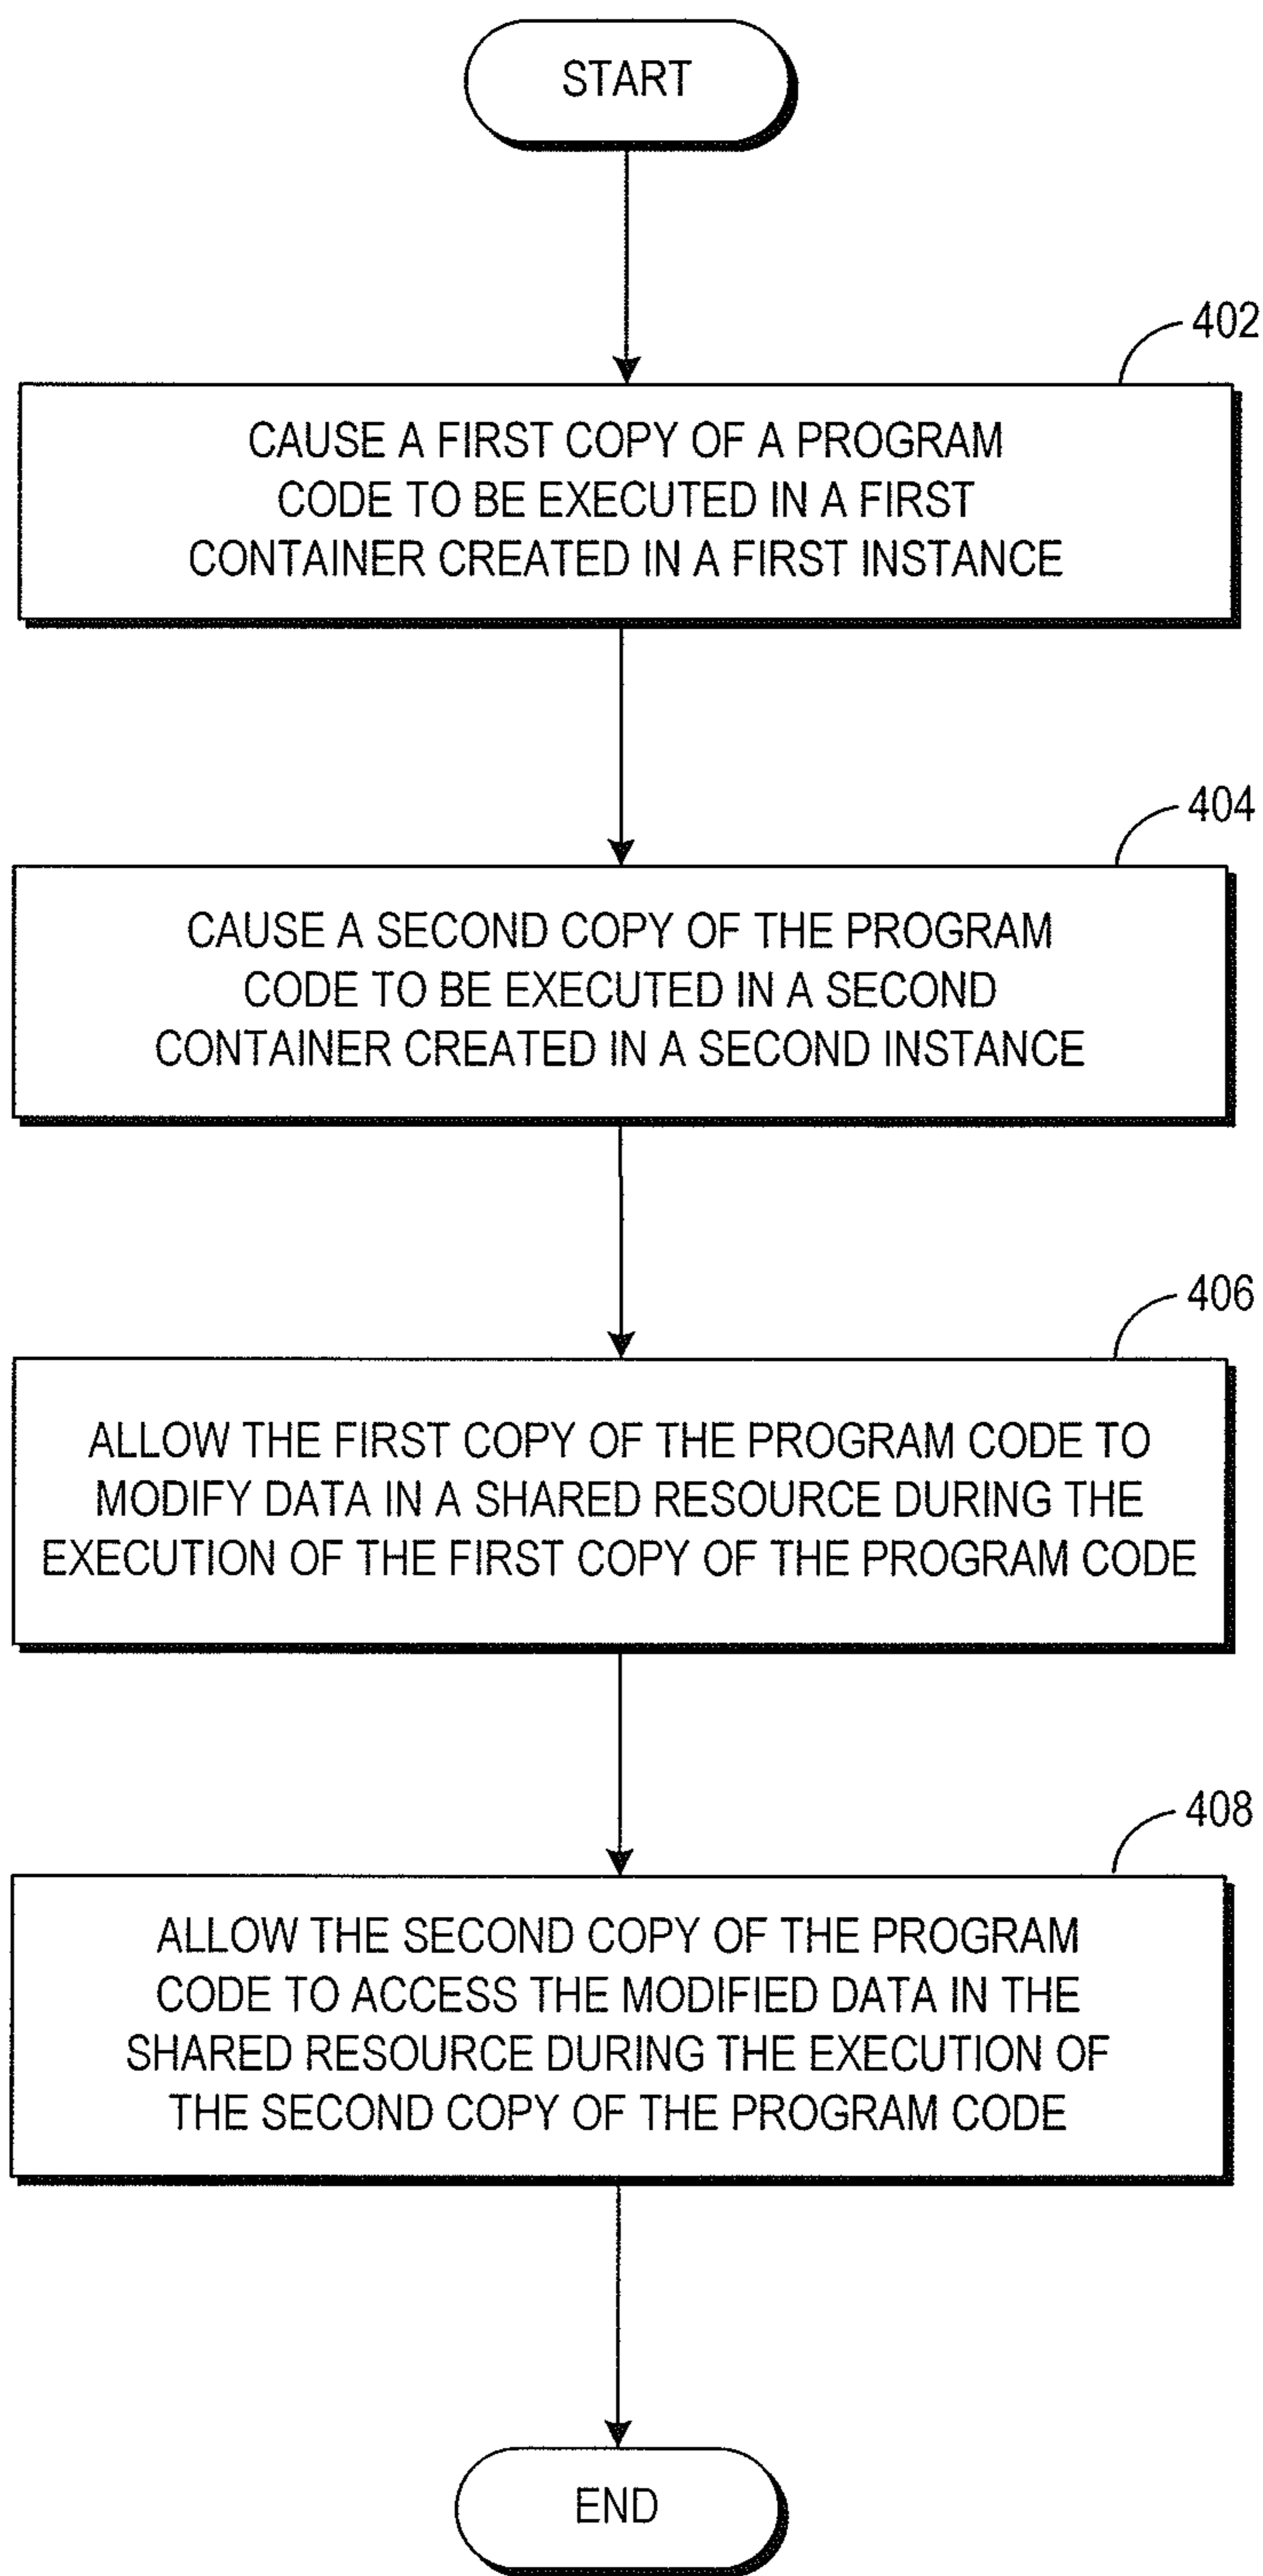 START
402
CAUSE A FIRST COPY OF A PROGRAM
CODE TO BE EXECUTED IN A FIRST
CONTAINER CREATED IN A FIRST INSTANCE
404
CAUSE A SECOND COPY OF THE PROGRAM
CODE TO BE EXECUTED IN A SECOND
CONTAINER CREATED IN A SECOND INSTANCE
406
ALLOW THE FIRST COPY OF THE PROGRAM CODE TO
MODIFY DATA IN A SHARED RESOURCE DURING THE
EXECUTION OF THE FIRST COPY OF THE PROGRAM CODE
408
ALLOW THE SECOND COPY OF THE PROGRAM
CODE TO ACCESS THE MODIFIED DATA IN THE
SHARED RESOURCE DURING THE EXECUTION OF
THE SECOND COPY OF THE PROGRAM CODE
END